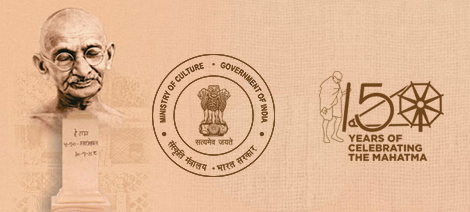 हे राम
MINISTRY OF CULTURE • GOVERNMENT OF INDIA
सत्यमेव जयते
संस्कृति मंत्रालय • भारत सरकार
150
YEARS OF
CELEBRATING
THE MAHATMA